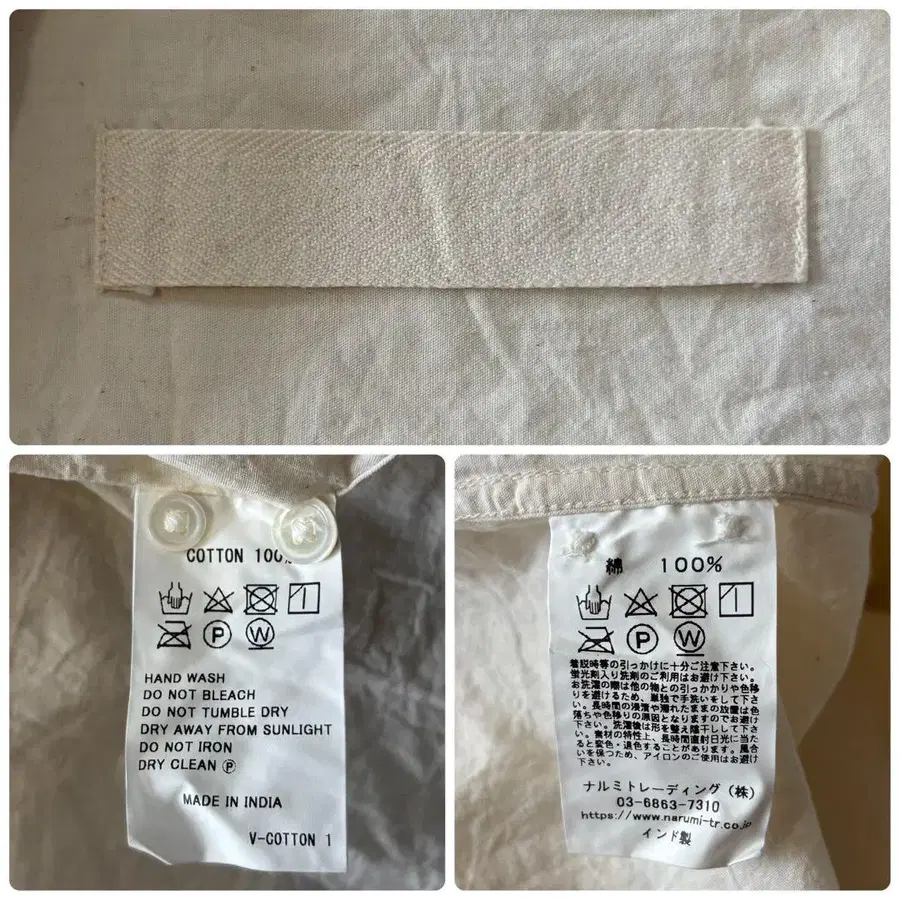 COTTON 100%
P W
HAND WASH
DO NOT BLEACH
DO NOT TUMBLE DRY
DRY AWAY FROM SUNLIGHT
DO NOT IRON
DRY CLEAN Ⓟ
MADE IN INDIA
V-COTTON 1
綿 100%
P W
着説時等の引っかけに十分ご注意下さい。
蛍光剤入り洗剤のご利用はお避け下さい。
お洗濯の際は他の物との引っかかりや色移
りを避けるため、単独で手洗いをして下さ
い。長時間の浸漬や濡れたままの放置は色
落ちや色移りの原因となりますのでお避け
下さい。洗濯後は形を整え陰干しして下さ
い。素材の特性上、長時間直射日光に当た
ると変色・退色することがあります。風合
いを保つため、アイロンのご使用はお避け
下さい。
ナルミトレーディング(株)
03-6863-7310
https://www.narumi-tr.co.jp
インド製